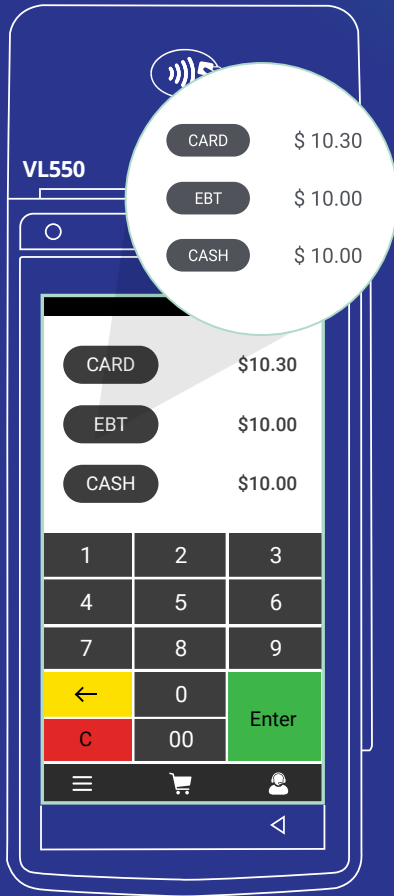 VL550
CARD $ 10.30
EBT $ 10.00
CASH $ 10.00
CARD $10.30
EBT $10.00
CASH $10.00
1 2 3
4 5 6
7 8 9
← 0 Enter
C 00